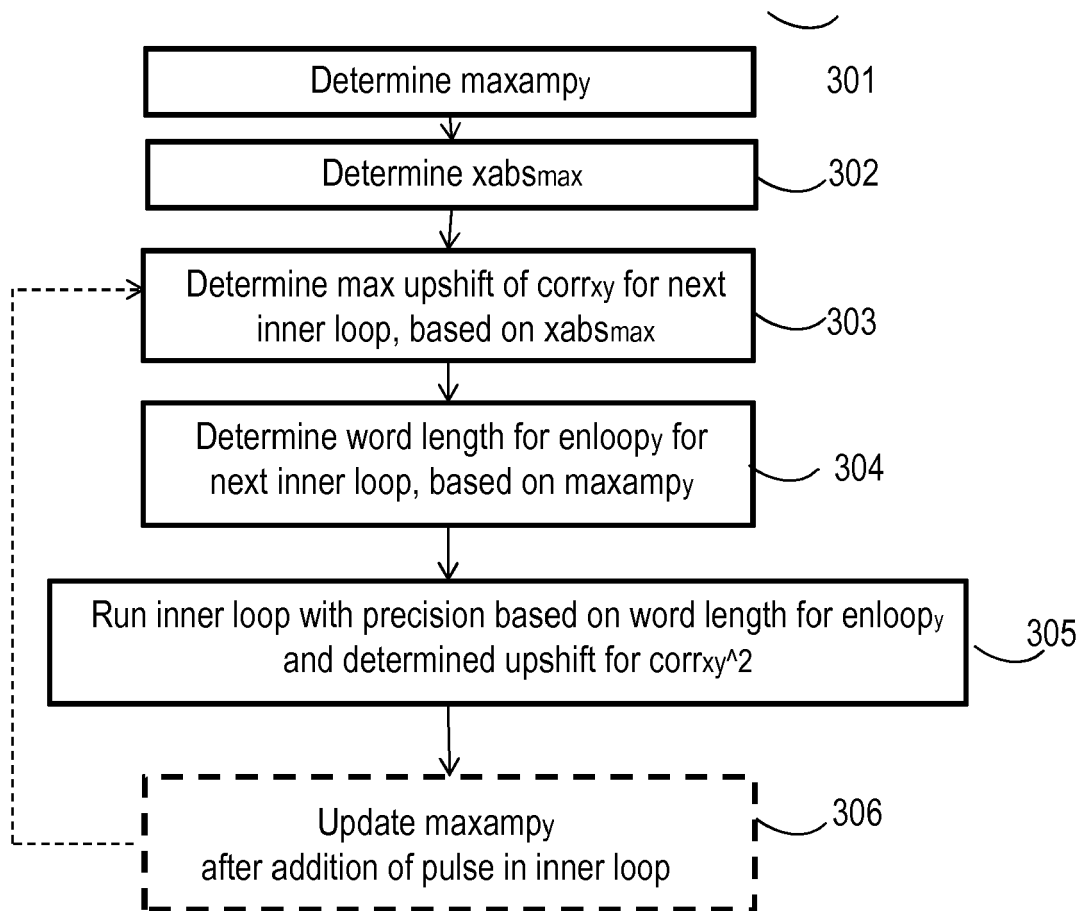 Determine maxampy
301
Determine xabsmax
302
Determine max upshift of corrxy for next
inner loop, based on xabsmax
303
Determine word length for enloopy for
next inner loop, based on maxampy
304
Run inner loop with precision based on word length for enloopy
and determined upshift for corrxy^2
305
Update maxampy
after addition of pulse in inner loop
306